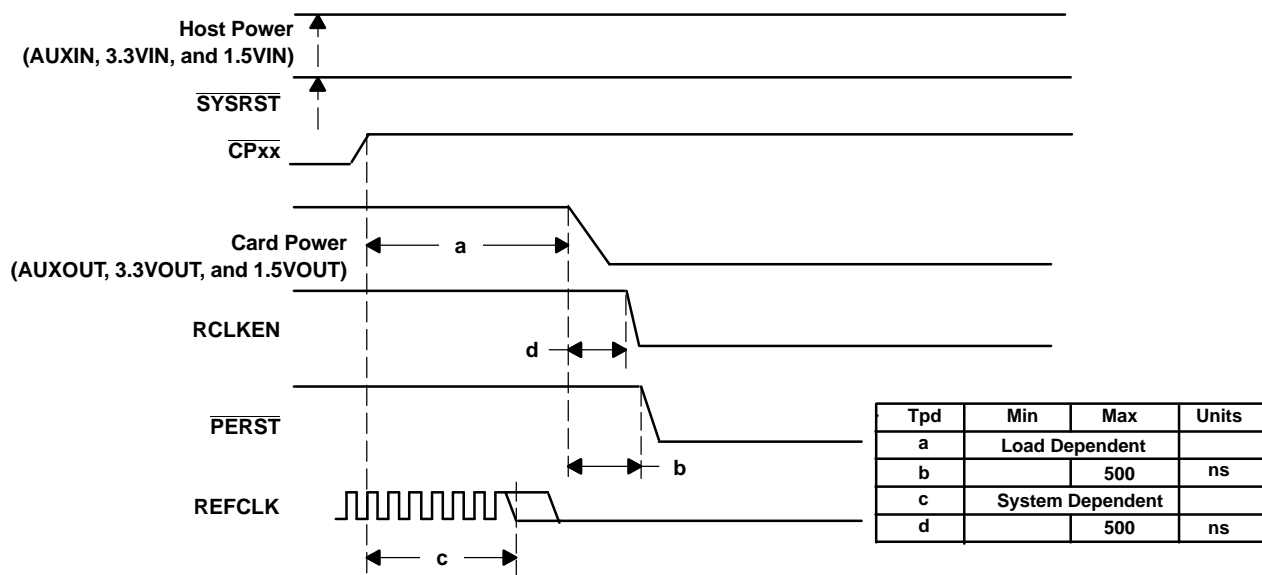 Host Power
(AUXIN, 3.3VIN, and 1.5VIN)
SYSRST
CPxx
a
Card Power
(AUXOUT, 3.3VOUT, and 1.5VOUT)
RCLKEN
d
PERST
b
REFCLK
c
Tpd Min Max Units
a Load Dependent
b 500 ns
c System Dependent
d 500 ns